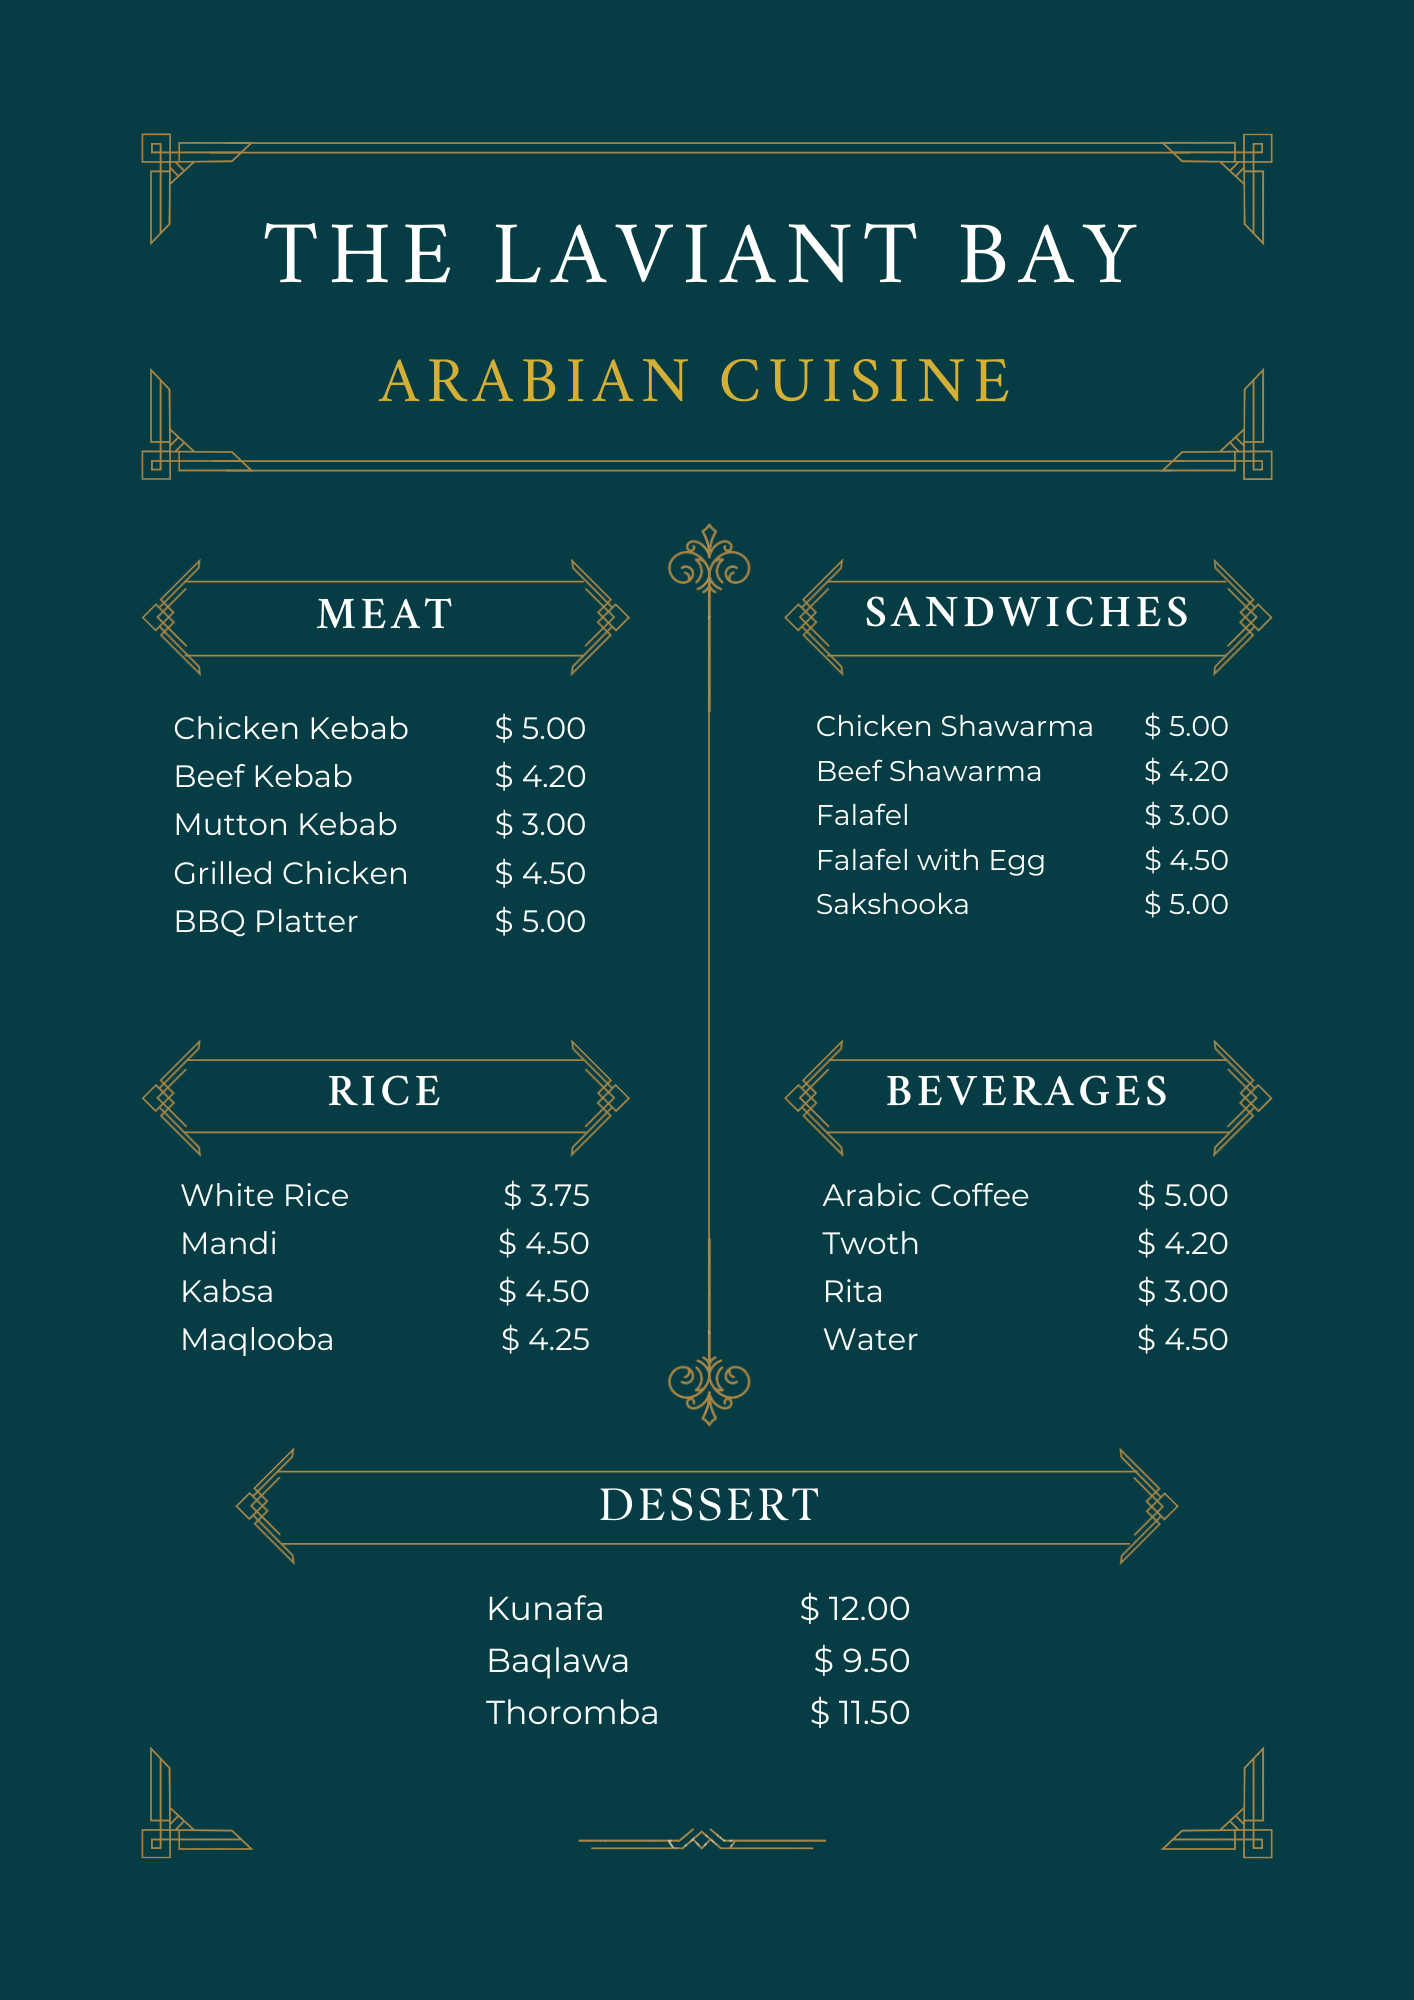 THE LAVIANT BAY
ARABIAN CUISINE
MEAT
Chicken Kebab $ 5.00
Beef Kebab $ 4.20
Mutton Kebab $ 3.00
Grilled Chicken $ 4.50
BBQ Platter $ 5.00
SANDWICHES
Chicken Shawarma $ 5.00
Beef Shawarma $ 4.20
Falafel $ 3.00
Falafel with Egg $ 4.50
Sakshooka $ 5.00
RICE
White Rice $ 3.75
Mandi $ 4.50
Kabsa $ 4.50
Maqlooba $ 4.25
BEVERAGES
Arabic Coffee $ 5.00
Twoth $ 4.20
Rita $ 3.00
Water $ 4.50
DESSERT
Kunafa $ 12.00
Baqlawa $ 9.50
Thoromba $ 11.50